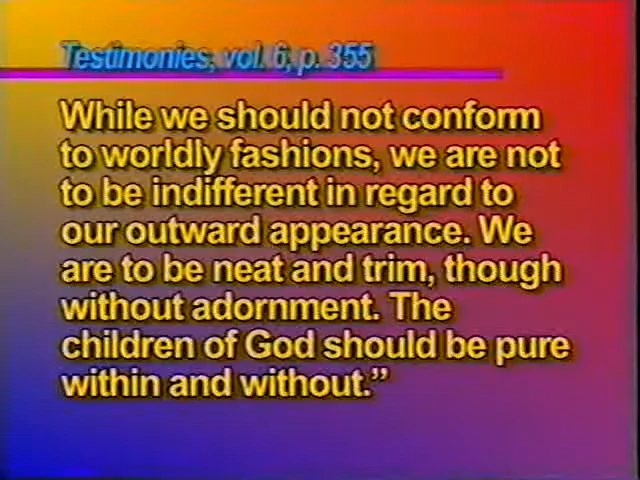 Testimonies, vol. 6, p. 355
While we should not conform
to worldly fashions, we are not
to be indifferent in regard to
our outward appearance. We
are to be neat and trim, though
without adornment. The
children of God should be pure
within and without.”